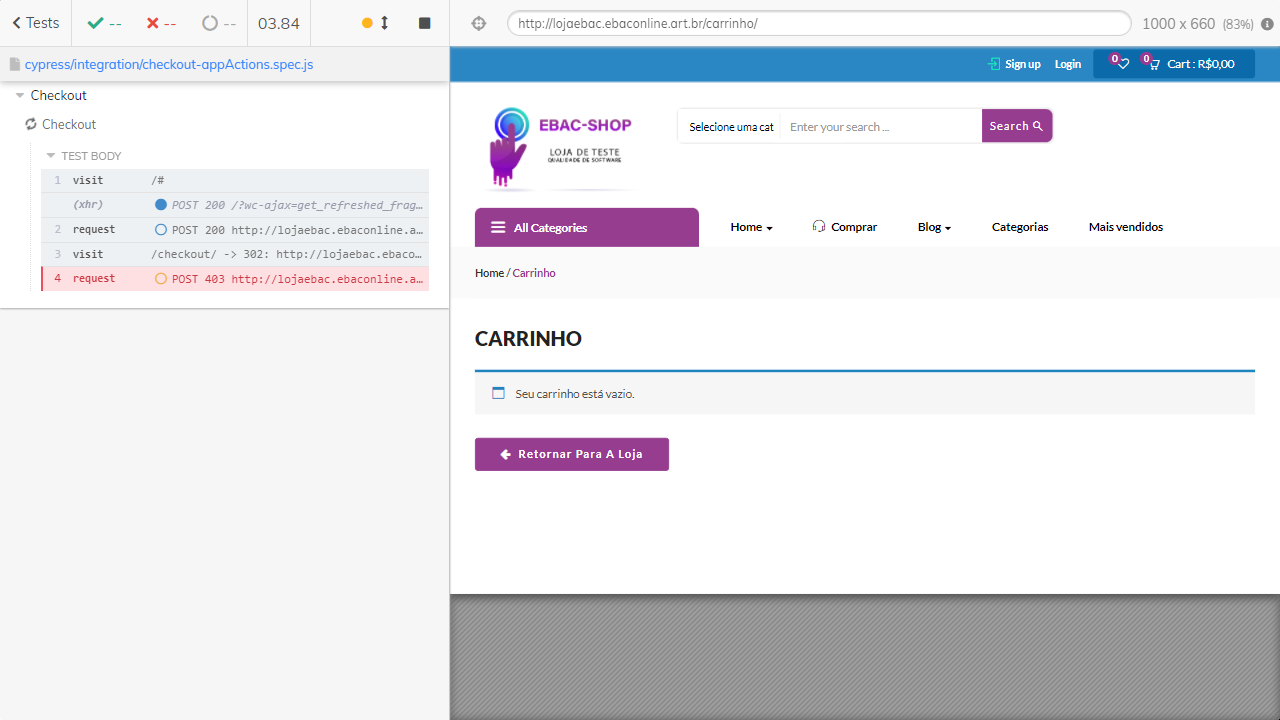 Tests
--
--
--
03.84
http://lojaebac.ebaconline.art.br/carrinho/
1000 x 660 (83%)
cypress/integration/checkout-appActions.spec.js
Checkout
Checkout
TEST BODY
1 visit /#
(xhr) POST 200 /?wc-ajax=get_refreshed_frag…
2 request POST 200 http://lojaebac.ebaconline.a…
3 visit /checkout/ -> 302: http://lojaebac.ebaco…
4 request POST 403 http://lojaebac.ebaconline.a…
Sign up Login 0 0 Cart : R$0,00
EBAC-SHOP
LOJA DE TESTE
QUALIDADE DE SOFTWARE
Selione uma cat Enter your search ... Search
All Categories
Home Comprar Blog Categorias Mais vendidos
Home / Carrinho
CARRINHO
Seu carrinho está vazio.
Retornar Para A Loja